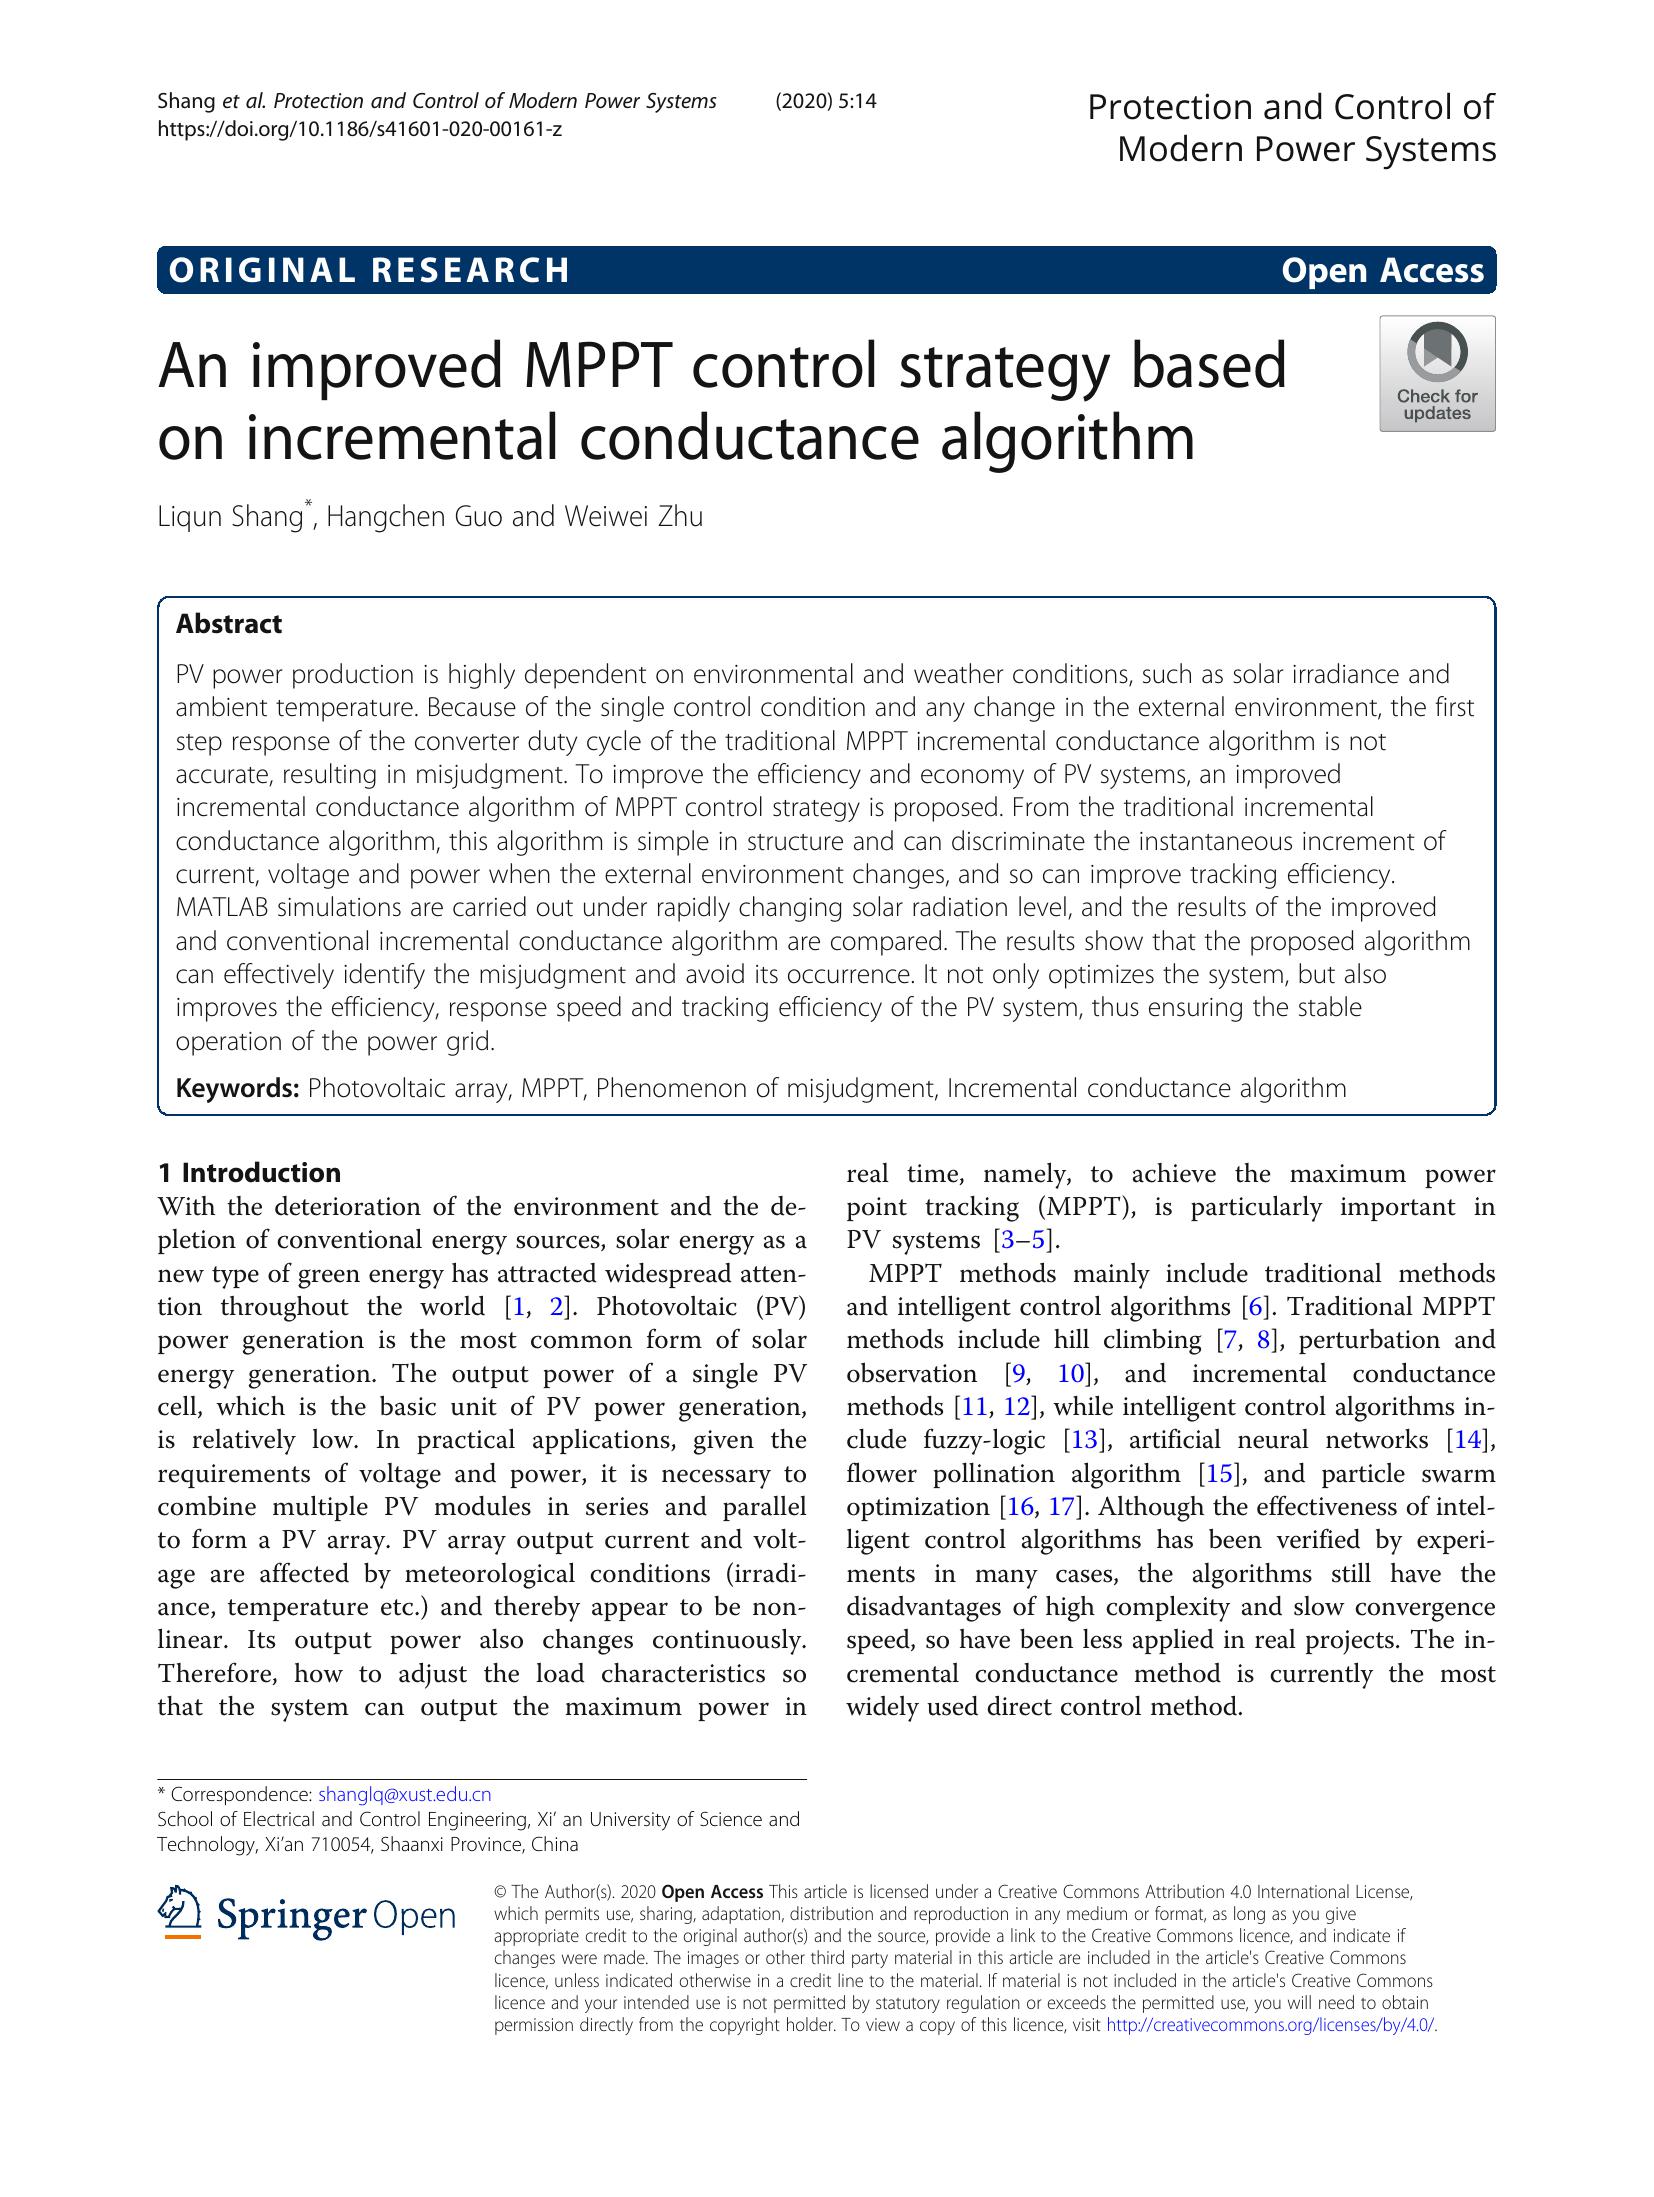 Shang et al. Protection and Control of Modern Power Systems (2020) 5:14
https://doi.org/10.1186/s41601-020-00161-z
Protection and Control of
Modern Power Systems
ORIGINAL RESEARCH Open Access
An improved MPPT control strategy based
on incremental conductance algorithm
Check for
updates
Liqun Shang*, Hangchen Guo and Weiwei Zhu
Abstract
PV power production is highly dependent on environmental and weather conditions, such as solar irradiance and
ambient temperature. Because of the single control condition and any change in the external environment, the first
step response of the converter duty cycle of the traditional MPPT incremental conductance algorithm is not
accurate, resulting in misjudgment. To improve the efficiency and economy of PV systems, an improved
incremental conductance algorithm of MPPT control strategy is proposed. From the traditional incremental
conductance algorithm, this algorithm is simple in structure and can discriminate the instantaneous increment of
current, voltage and power when the external environment changes, and so can improve tracking efficiency.
MATLAB simulations are carried out under rapidly changing solar radiation level, and the results of the improved
and conventional incremental conductance algorithm are compared. The results show that the proposed algorithm
can effectively identify the misjudgment and avoid its occurrence. It not only optimizes the system, but also
improves the efficiency, response speed and tracking efficiency of the PV system, thus ensuring the stable
operation of the power grid.
Keywords: Photovoltaic array, MPPT, Phenomenon of misjudgment, Incremental conductance algorithm
1 Introduction
With the deterioration of the environment and the de-
pletion of conventional energy sources, solar energy as a
new type of green energy has attracted widespread atten-
tion throughout the world [1, 2]. Photovoltaic (PV)
power generation is the most common form of solar
energy generation. The output power of a single PV
cell, which is the basic unit of PV power generation,
is relatively low. In practical applications, given the
requirements of voltage and power, it is necessary to
combine multiple PV modules in series and parallel
to form a PV array. PV array output current and volt-
age are affected by meteorological conditions (irradi-
ance, temperature etc.) and thereby appear to be non-
linear. Its output power also changes continuously.
Therefore, how to adjust the load characteristics so
that the system can output the maximum power in
real time, namely, to achieve the maximum power
point tracking (MPPT), is particularly important in
PV systems [3–5].
MPPT methods mainly include traditional methods
and intelligent control algorithms [6]. Traditional MPPT
methods include hill climbing [7, 8], perturbation and
observation [9, 10], and incremental conductance
methods [11, 12], while intelligent control algorithms in-
clude fuzzy-logic [13], artificial neural networks [14],
flower pollination algorithm [15], and particle swarm
optimization [16, 17]. Although the effectiveness of intel-
ligent control algorithms has been verified by experi-
ments in many cases, the algorithms still have the
disadvantages of high complexity and slow convergence
speed, so have been less applied in real projects. The in-
cremental conductance method is currently the most
widely used direct control method.
* Correspondence: shanglq@xust.edu.cn
School of Electrical and Control Engineering, Xi’ an University of Science and
Technology, Xi’an 710054, Shaanxi Province, China
Springer Open
© The Author(s). 2020 Open Access This article is licensed under a Creative Commons Attribution 4.0 International License,
which permits use, sharing, adaptation, distribution and reproduction in any medium or format, as long as you give
appropriate credit to the original author(s) and the source, provide a link to the Creative Commons licence, and indicate if
changes were made. The images or other third party material in this article are included in the article's Creative Commons
licence, unless indicated otherwise in a credit line to the material. If material is not included in the article's Creative Commons
licence and your intended use is not permitted by statutory regulation or exceeds the permitted use, you will need to obtain
permission directly from the copyright holder. To view a copy of this licence, visit http://creativecommons.org/licenses/by/4.0/.